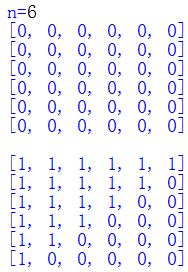 n=6
[0, 0, 0, 0, 0, 0]
[0, 0, 0, 0, 0, 0]
[0, 0, 0, 0, 0, 0]
[0, 0, 0, 0, 0, 0]
[0, 0, 0, 0, 0, 0]
[0, 0, 0, 0, 0, 0]

[1, 1, 1, 1, 1, 1]
[1, 1, 1, 1, 1, 0]
[1, 1, 1, 1, 0, 0]
[1, 1, 1, 0, 0, 0]
[1, 1, 0, 0, 0, 0]
[1, 0, 0, 0, 0, 0]